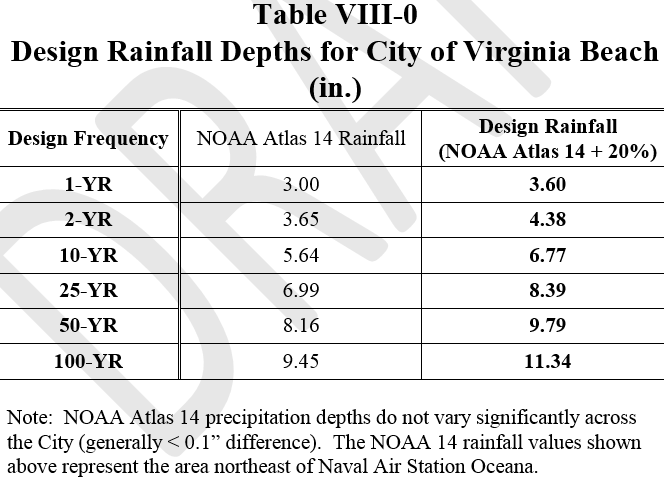 Table VIII-0
Design Rainfall Depths for City of Virginia Beach
(in.)
Design Frequency NOAA Atlas 14 Rainfall Design Rainfall
(NOAA Atlas 14 + 20%)
1-YR 3.00 3.60
2-YR 3.65 4.38
10-YR 5.64 6.77
25-YR 6.99 8.39
50-YR 8.16 9.79
100-YR 9.45 11.34
Note:  NOAA Atlas 14 precipitation depths do not vary significantly across
the City (generally < 0.1” difference).  The NOAA 14 rainfall values shown
above represent the area northeast of Naval Air Station Oceana.
DRA